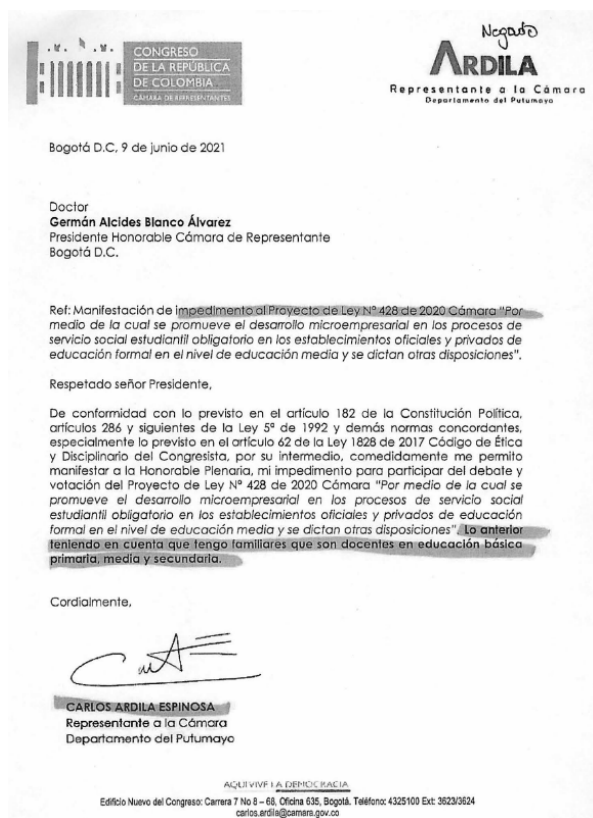 Negado
CONGRESO
DE LA REPÚBLICA
DE COLOMBIA
CÁMARA DE REPRESENTANTES
ARDILA
Representante a la Cámara
Departamento del Putumayo
Bogotá D.C, 9 de junio de 2021
Doctor
Germán Alcides Blanco Álvarez
Presidente Honorable Cámara de Representante
Bogotá D.C.
Ref: Manifestación de impedimento al Proyecto de Ley Nº 428 de 2020 Cámara "Por
medio de la cual se promueve el desarrollo microempresarial en los procesos de
servicio social estudiantil obligatorio en los establecimientos oficiales y privados de
educación formal en el nivel de educación media y se dictan otras disposiciones".
Respetado señor Presidente,
De conformidad con lo previsto en el artículo 182 de la Constitución Política,
artículos 286 y siguientes de la Ley 5ª de 1992 y demás normas concordantes,
especialmente lo previsto en el artículo 62 de la Ley 1828 de 2017 Código de Ética
y Disciplinario del Congresista, por su intermedio, comedidamente me permito
manifestar a la Honorable Plenaria, mi impedimento para participar del debate y
votación del Proyecto de Ley Nº 428 de 2020 Cámara "Por medio de la cual se
promueve el desarrollo microempresarial en los procesos de servicio social
estudiantil obligatorio en los establecimientos oficiales y privados de educación
formal en el nivel de educación media y se dictan otras disposiciones". Lo anterior
teniendo en cuenta que tengo familiares que son docentes en educación básica
primaria, media y secundaria.
Cordialmente,
CARLOS ARDILA ESPINOSA
Representante a la Cámara
Departamento del Putumayo
AQUI VIVE LA DEMOCRACIA
Edificio Nuevo del Congreso: Carrera 7 No 8 – 68, Oficina 635, Bogotá. Teléfono: 4325100 Ext: 3623/3624
carlos.ardila@camara.gov.co